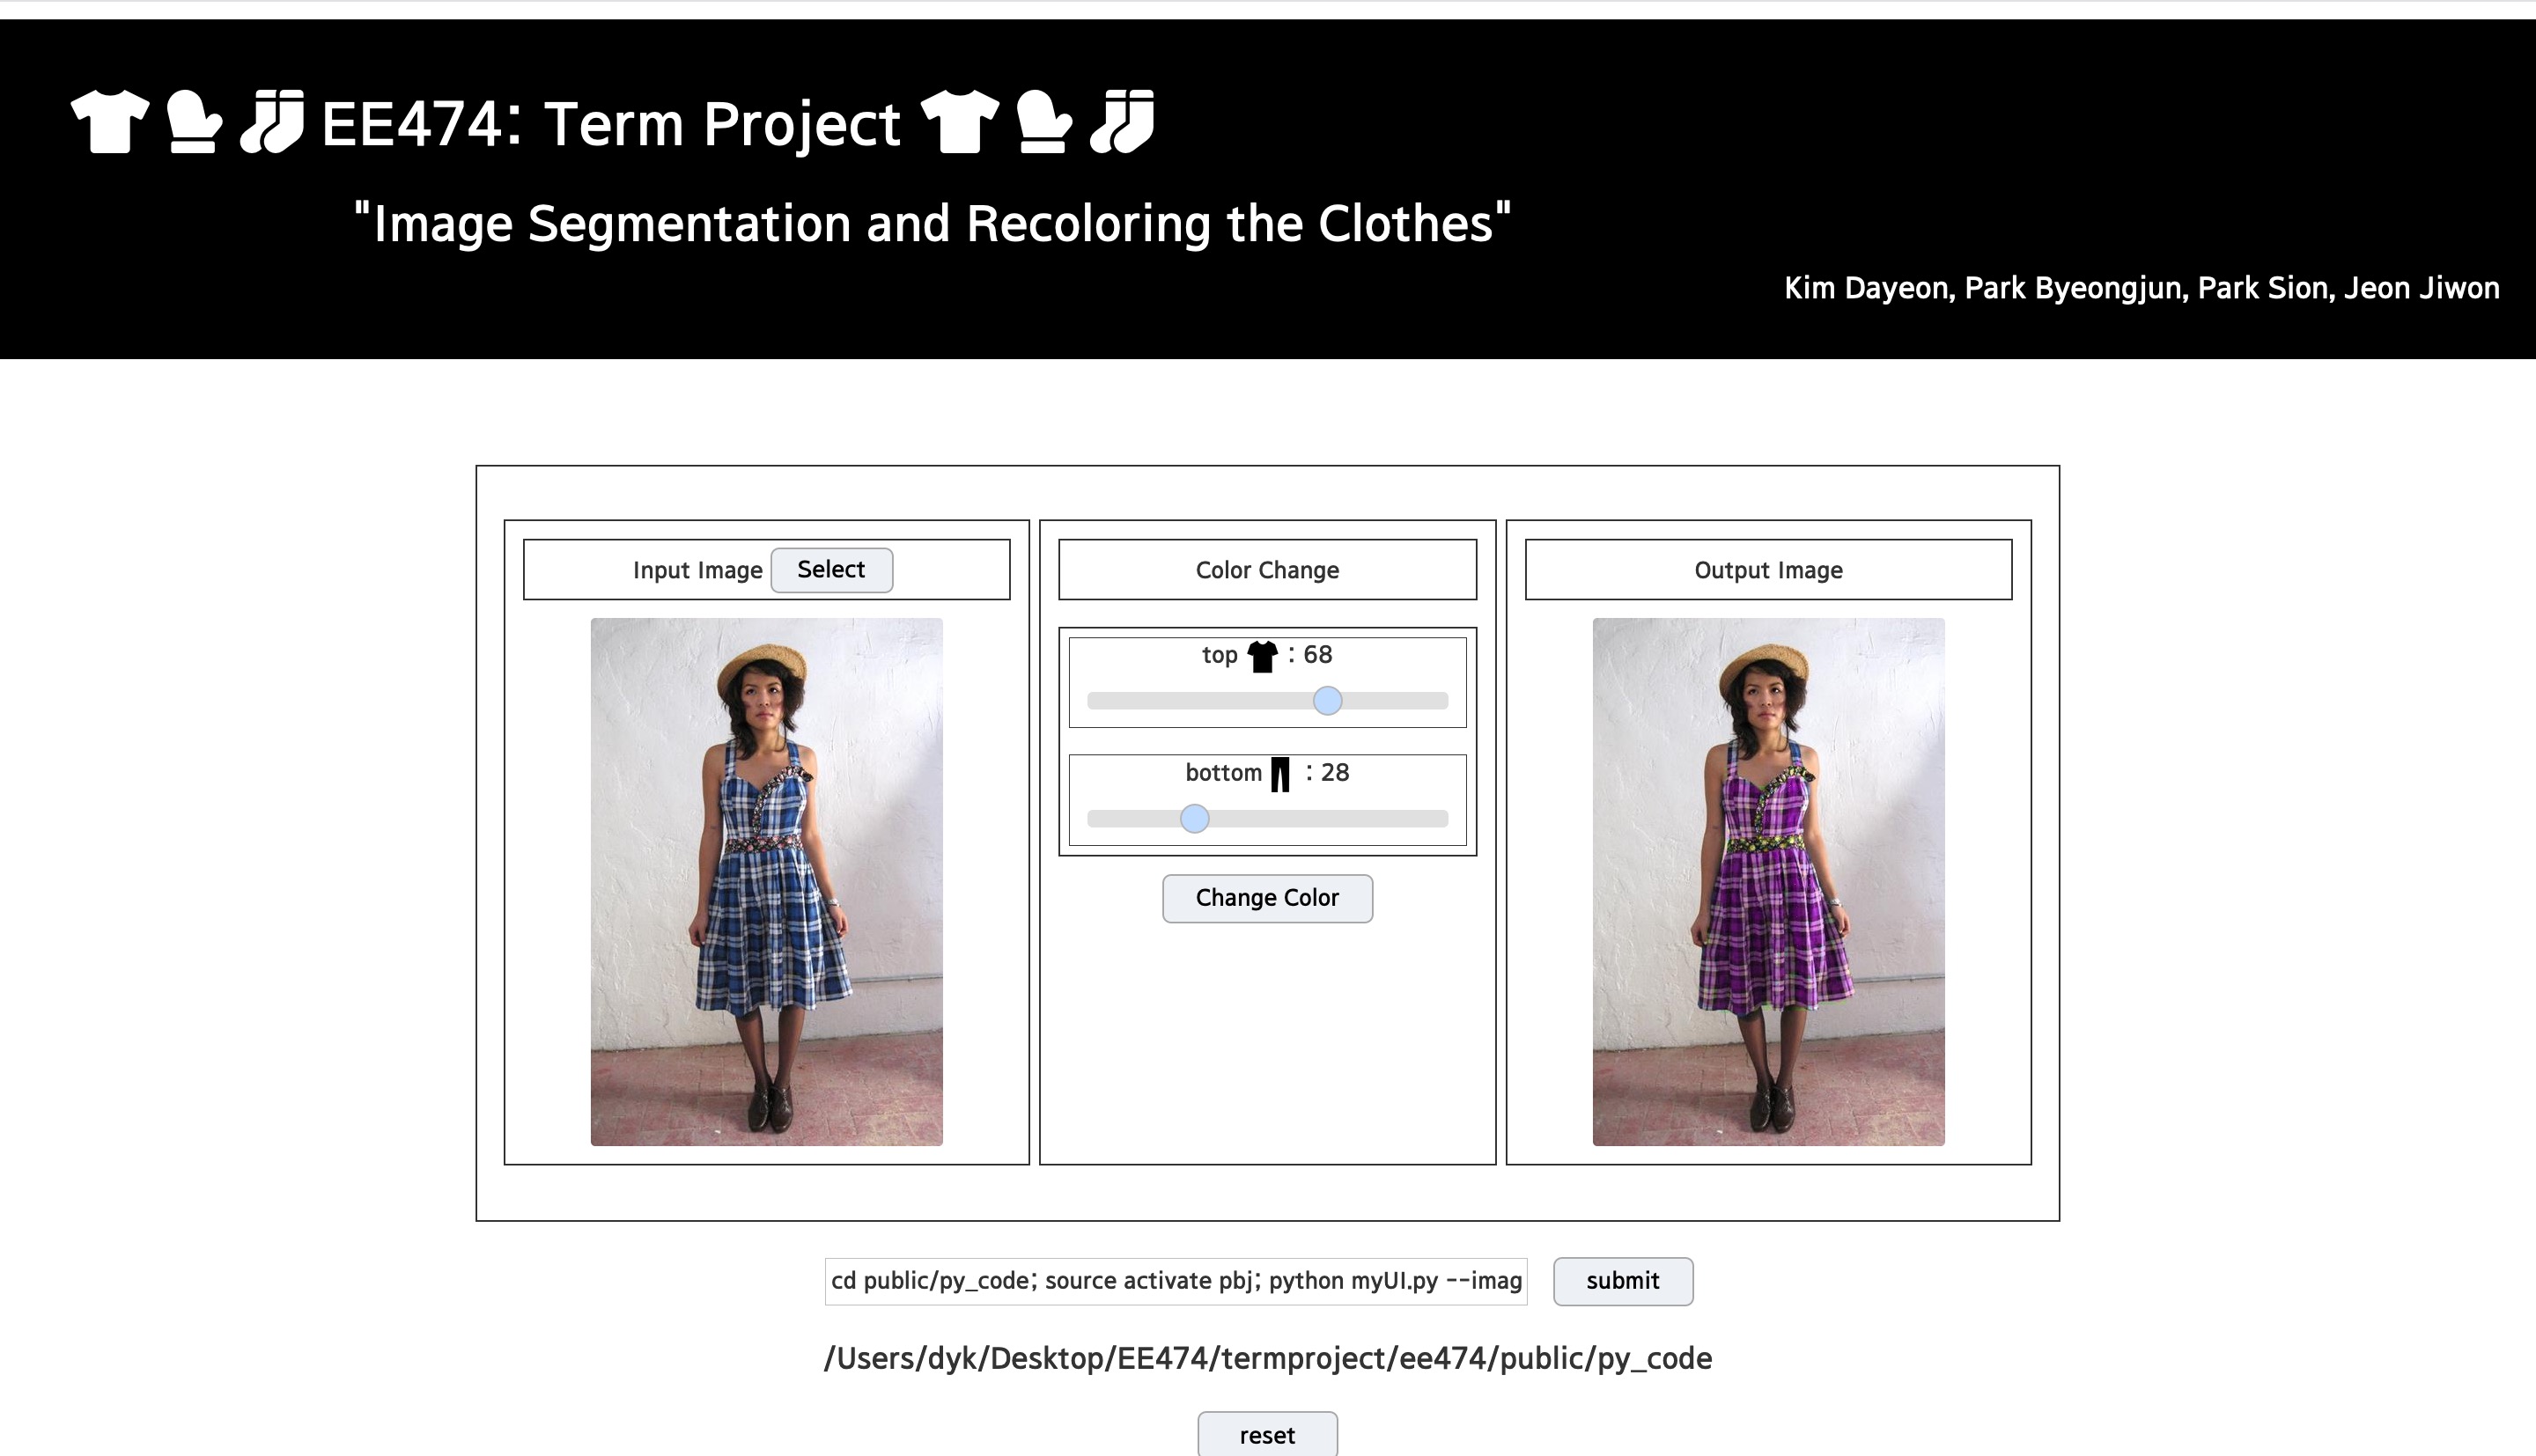 EE474: Term Project
"Image Segmentation and Recoloring the Clothes"
Kim Dayeon, Park Byeongjun, Park Sion, Jeon Jiwon
Input Image Select
Color Change
Output Image
top : 68
bottom : 28
Change Color
cd public/py_code; source activate pbj; python myUI.py --imag
submit
/Users/dyk/Desktop/EE474/termproject/ee474/public/py_code
reset